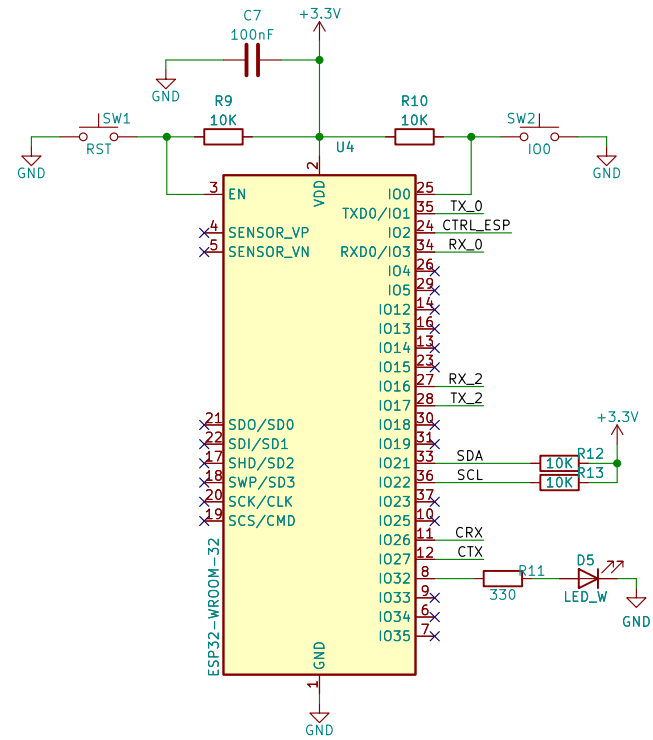 C7
100nF
+3.3V
GND
SW1
RST
GND
R9
10K
R10
10K
SW2
IO0
GND
U4
2
VDD
3 EN
IO0 25
TXD0/IO1 35 TX_0
4 SENSOR_VP
IO2 24 CTRL_ESP
5 SENSOR_VN
RXD0/IO3 34 RX_0
IO4 26
IO5 29
IO12 14
IO13 16
IO14 13
IO15 23
IO16 27 RX_2
IO17 28 TX_2
21 SDO/SD0
IO18 30
22 SDI/SD1
IO19 31
17 SHD/SD2
IO21 33 SDA
10K R12
+3.3V
18 SWP/SD3
IO22 36 SCL
10K R13
20 SCK/CLK
IO23 37
19 SCS/CMD
IO25 10
IO26 11 CRX
IO27 12 CTX
IO32 8
R11
330
D5
LED_W
GND
IO33 9
IO34 6
IO35 7
ESP32-WROOM-32
GND
1
GND